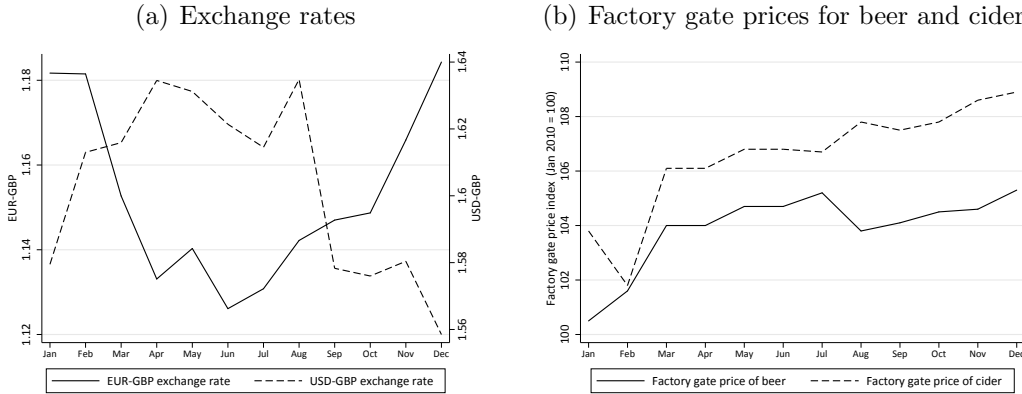 (a) Exchange rates
EUR-GBP
1.12
1.14
1.16
1.18
USD-GBP
1.56
1.58
1.6
1.62
1.64
Jan Feb Mar Apr May Jun Jul Aug Sep Oct Nov Dec
EUR-GBP exchange rate USD-GBP exchange rate
(b) Factory gate prices for beer and cider
Factory gate price index (Jan 2010 = 100)
100
102
104
106
108
110
Jan Feb Mar Apr May Jun Jul Aug Sep Oct Nov Dec
Factory gate price of beer Factory gate price of cider